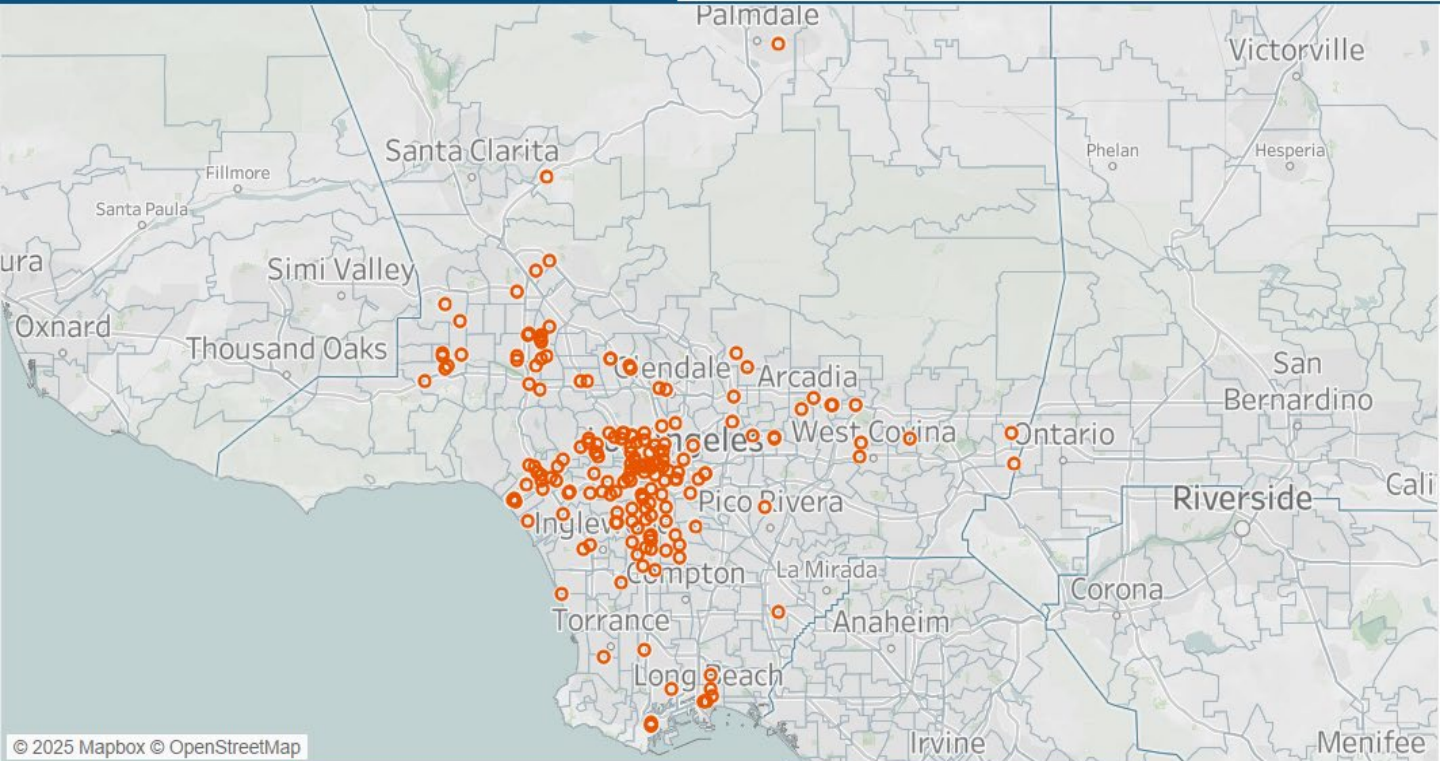 Palmdale
Victorville
Santa Clarita
Phelan
Hesperia
Fillmore
Santa Paula
ura
Simi Valley
Oxnard
Thousand Oaks
Glendale
Arcadia
San
Bernardino
Los Angeles
West Covina
Ontario
Pico Rivera
Riverside
Cali
Inglew
Compton
La Mirada
Corona
Torrance
Anaheim
Long Beach
Irvine
Menifee
© 2025 Mapbox © OpenStreetMap